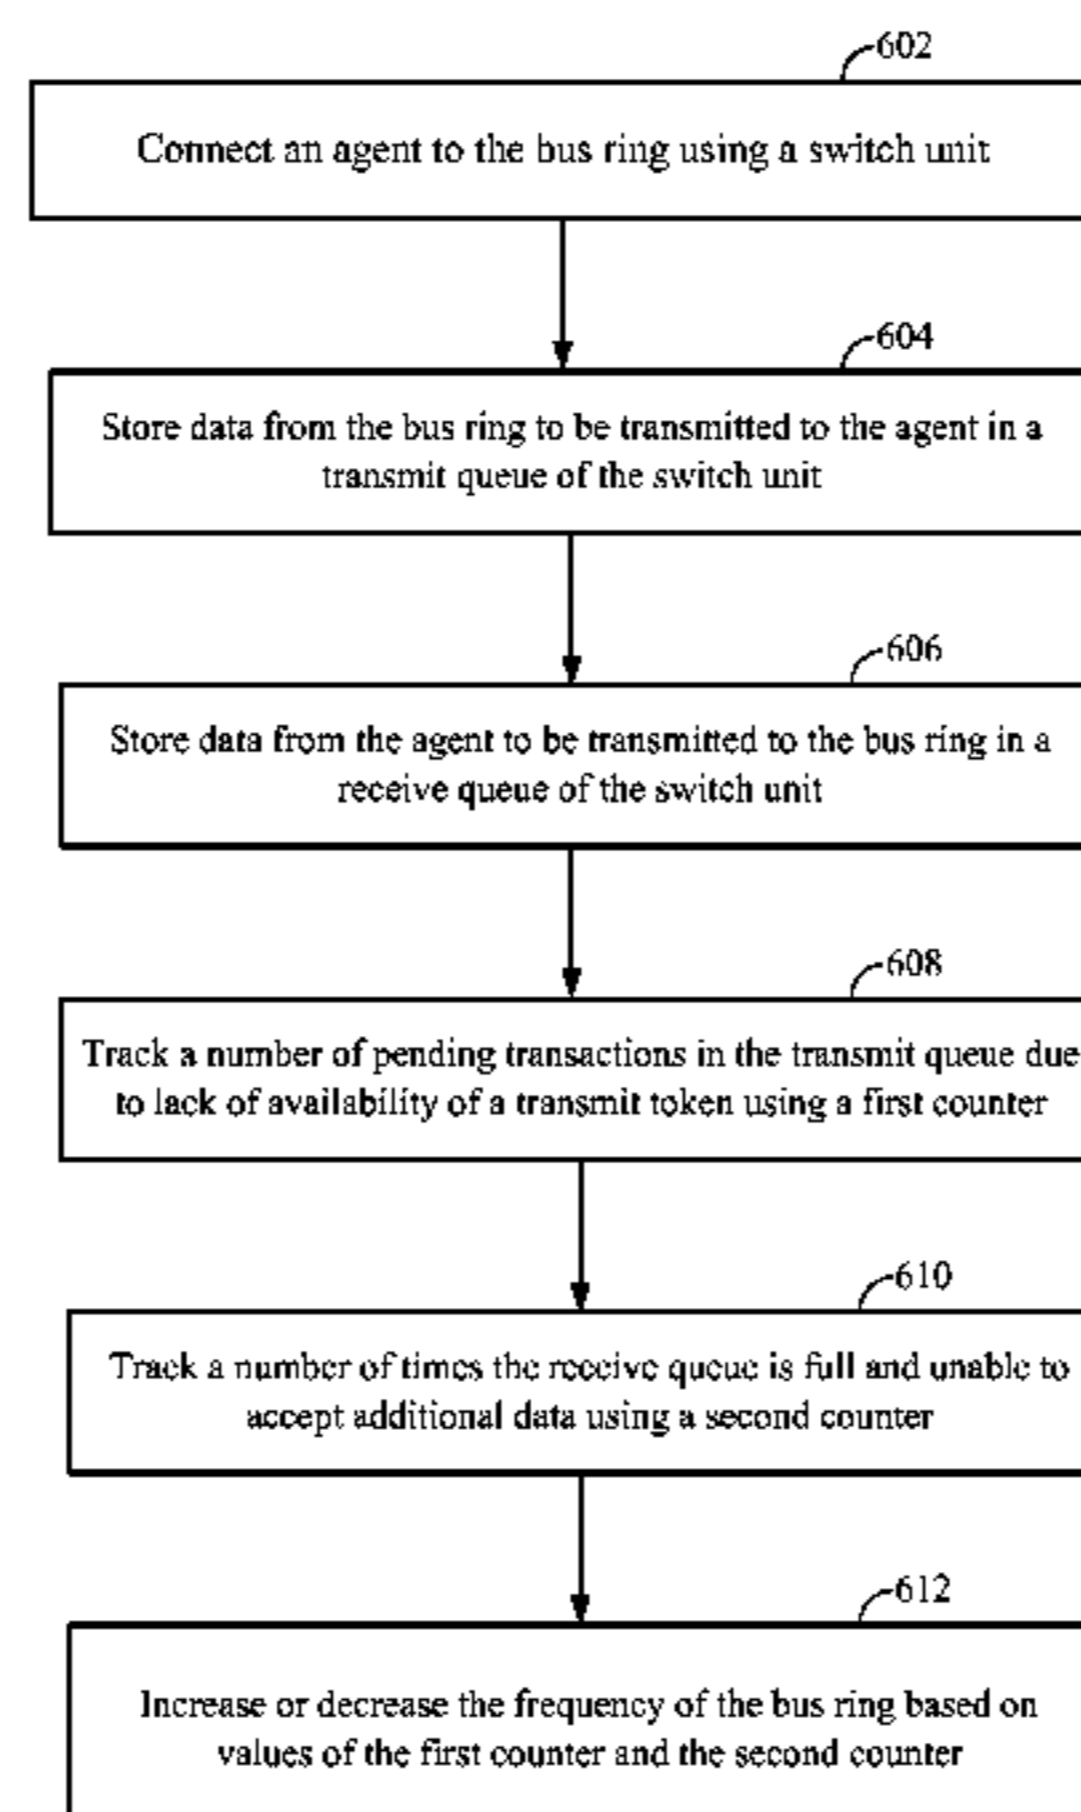 602
Connect an agent to the bus ring using a switch unit
604
Store data from the bus ring to be transmitted to the agent in a
transmit queue of the switch unit
606
Store data from the agent to be transmitted to the bus ring in a
receive queue of the switch unit
608
Track a number of pending transactions in the transmit queue due
to lack of availability of a transmit token using a first counter
610
Track a number of times the receive queue is full and unable to
accept additional data using a second counter
612
Increase or decrease the frequency of the bus ring based on
values of the first counter and the second counter